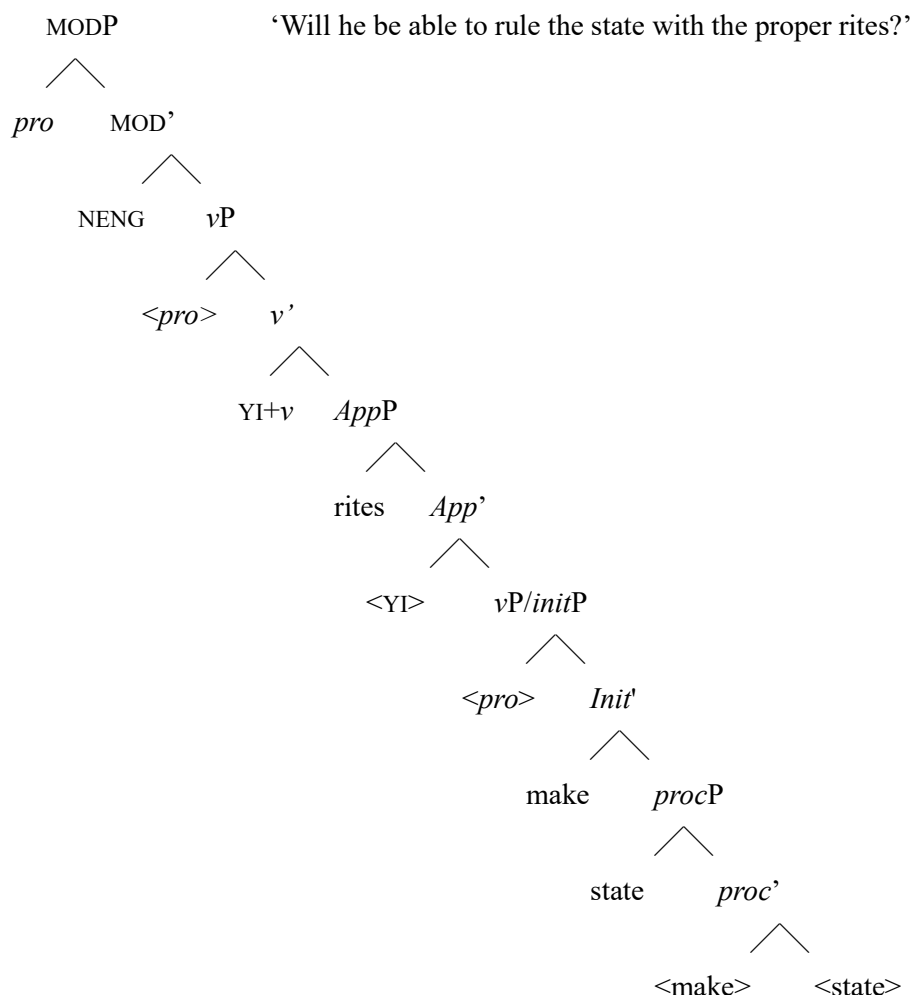 MODP ‘Will he be able to rule the state with the proper rites?’
pro MOD’
NENG vP
<pro> v’
YI+v AppP
rites App’
<YI> vP/initP
<pro> Init'
make procP
state proc’
<make> <state>